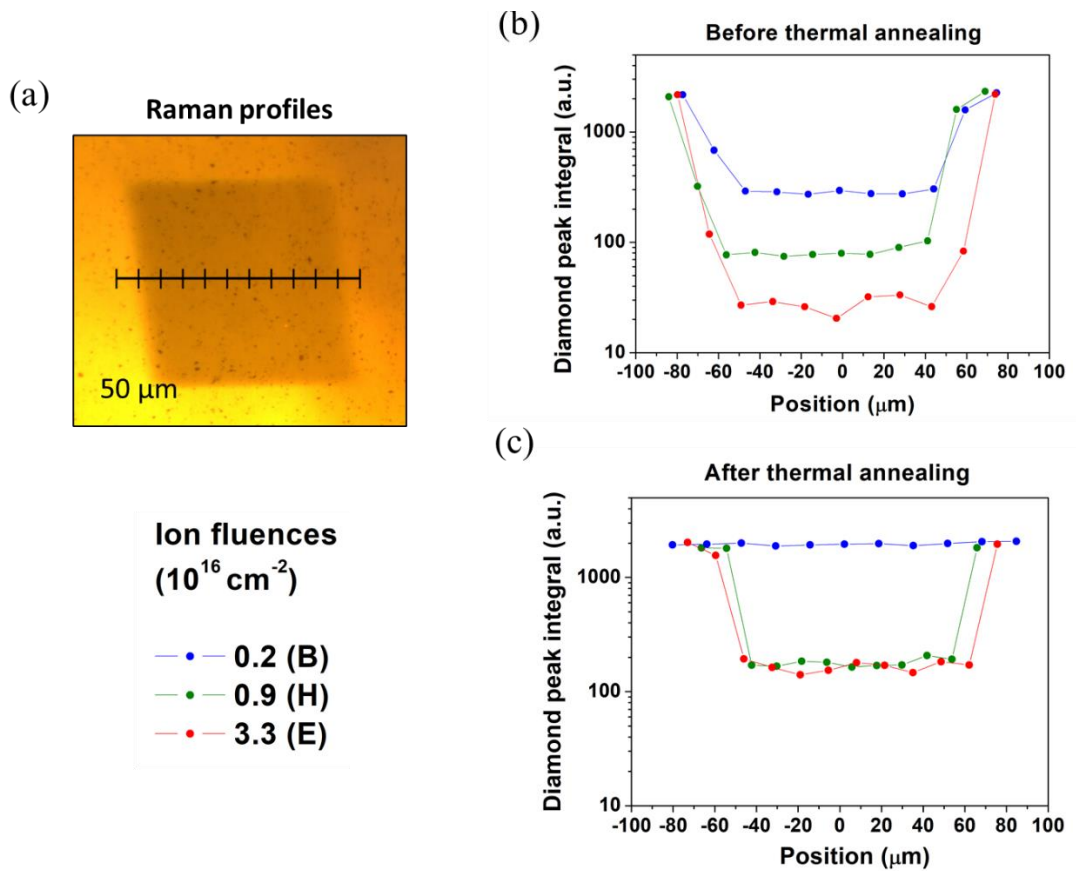 (a)
Raman profiles
50 μm
Ion fluences
(10¹⁶ cm⁻²)
0.2 (B)
0.9 (H)
3.3 (E)
(b)
Before thermal annealing
Diamond peak integral (a.u.)
1000
100
10
-100 -80 -60 -40 -20 0 20 40 60 80 100
Position (μm)
(c)
After thermal annealing
Diamond peak integral (a.u.)
1000
100
10
-100 -80 -60 -40 -20 0 20 40 60 80 100
Position (μm)